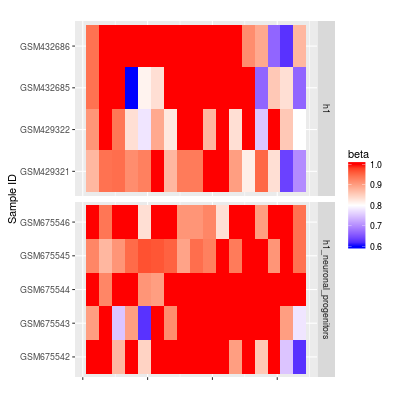 GSM432686
GSM432685
GSM429322
GSM429321
h1
GSM675546
GSM675545
GSM675544
GSM675543
GSM675542
h1_neuronal_progenitors
Sample ID
beta
1.0
0.9
0.8
0.7
0.6